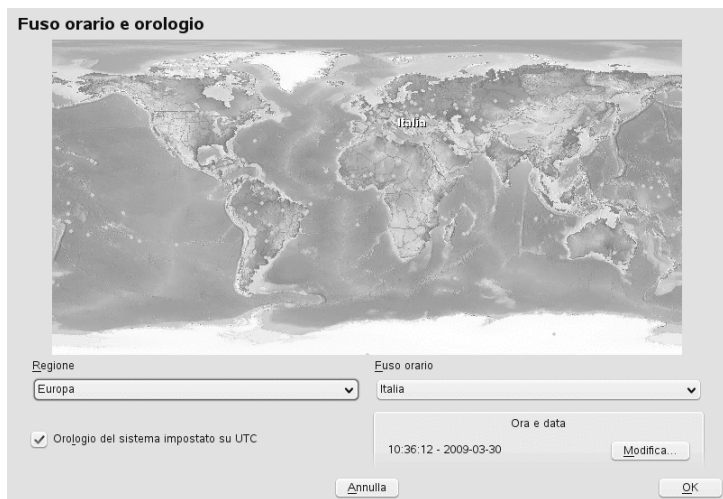 Fuso orario e orologio
Italia
Regione
Fuso orario
Europa
Italia
Orologio del sistema impostato su UTC
Ora e data
10:36:12 - 2009-03-30
Modifica...
Annulla
OK